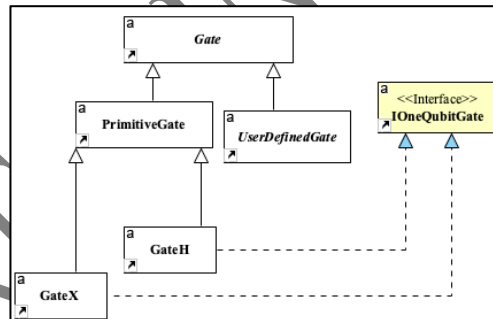 a
Gate
a
PrimitiveGate
a
UserDefinedGate
a
<<Interface>>
IOneQubitGate
a
GateH
a
GateX